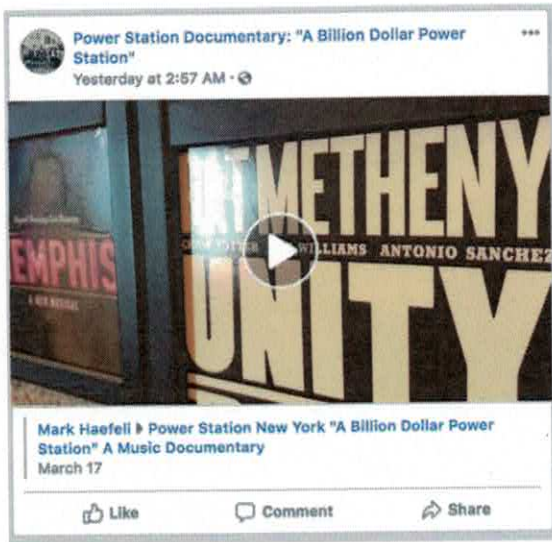 Power Station Documentary: "A Billion Dollar Power
Station"
Yesterday at 2:57 AM
EMPHIS
A NEW MUSICAL
METHENY
WILLIAMS ANTONIO SANCHEZ
UNITY
Mark Haefeli ▸ Power Station New York "A Billion Dollar Power
Station" A Music Documentary
March 17
Like Comment Share